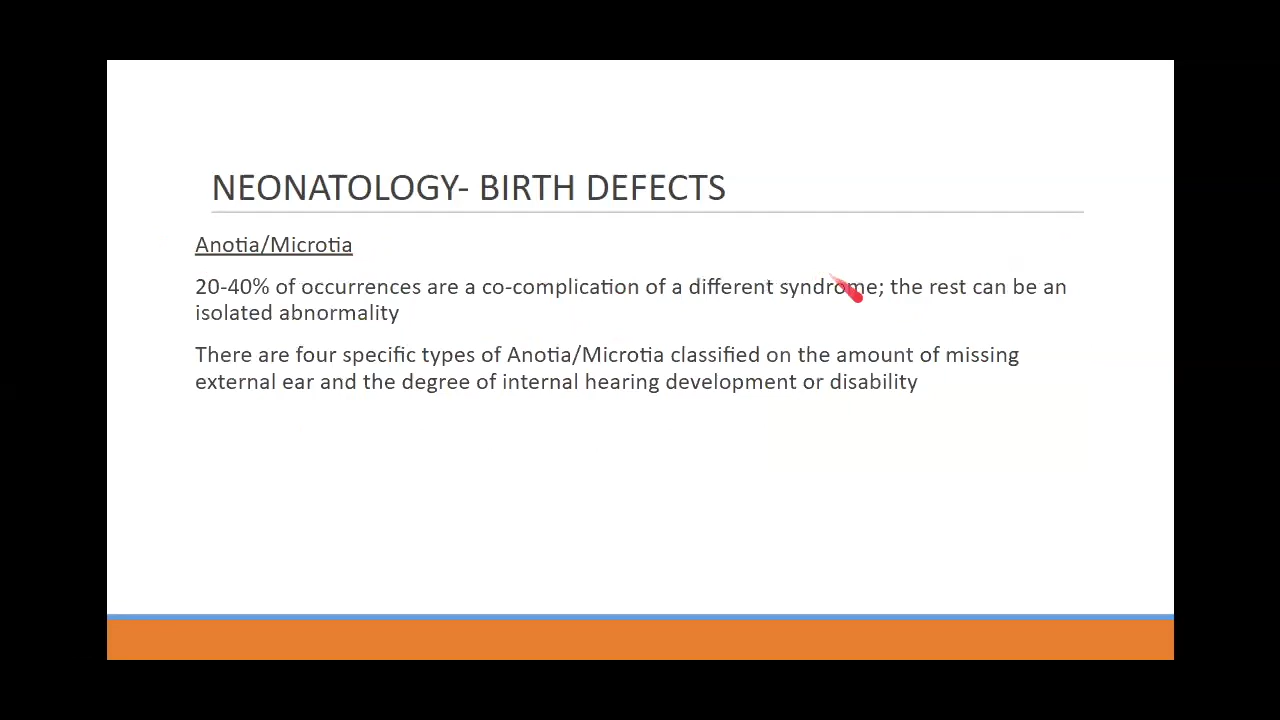 NEONATOLOGY- BIRTH DEFECTS
Anotia/Microtia
20-40% of occurrences are a co-complication of a different syndrome; the rest can be an
isolated abnormality
There are four specific types of Anotia/Microtia classified on the amount of missing
external ear and the degree of internal hearing development or disability